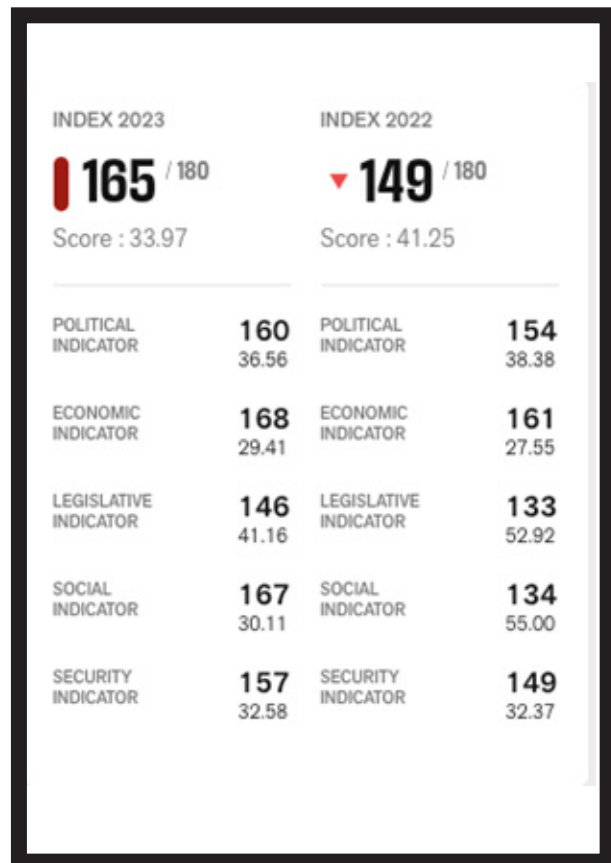 INDEX 2023
165 / 180
Score : 33.97
POLITICAL
INDICATOR
160
36.56
ECONOMIC
INDICATOR
168
29.41
LEGISLATIVE
INDICATOR
146
41.16
SOCIAL
INDICATOR
167
30.11
SECURITY
INDICATOR
157
32.58
INDEX 2022
149 / 180
Score : 41.25
POLITICAL
INDICATOR
154
38.38
ECONOMIC
INDICATOR
161
27.55
LEGISLATIVE
INDICATOR
133
52.92
SOCIAL
INDICATOR
134
55.00
SECURITY
INDICATOR
149
32.37